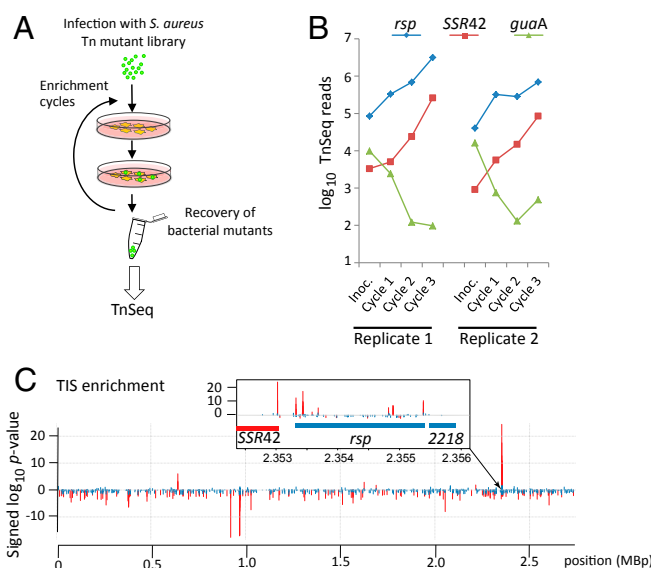 A
Infection with S. aureus
Tn mutant library
Enrichment
cycles
Recovery of
bacterial mutants
TnSeq
B
rsp SSR42 guaA
log10 TnSeq reads
7
6
5
4
3
2
1
Inoc. Cycle 1 Cycle 2 Cycle 3 Inoc. Cycle 1 Cycle 2 Cycle 3
Replicate 1 Replicate 2
C TIS enrichment
20
10
0
SSR42 rsp 2218
2.353 2.354 2.355 2.356
Signed log10 p-value
20
10
0
-10
0 0.5 1.0 1.5 2.0 2.5 position (MBp)